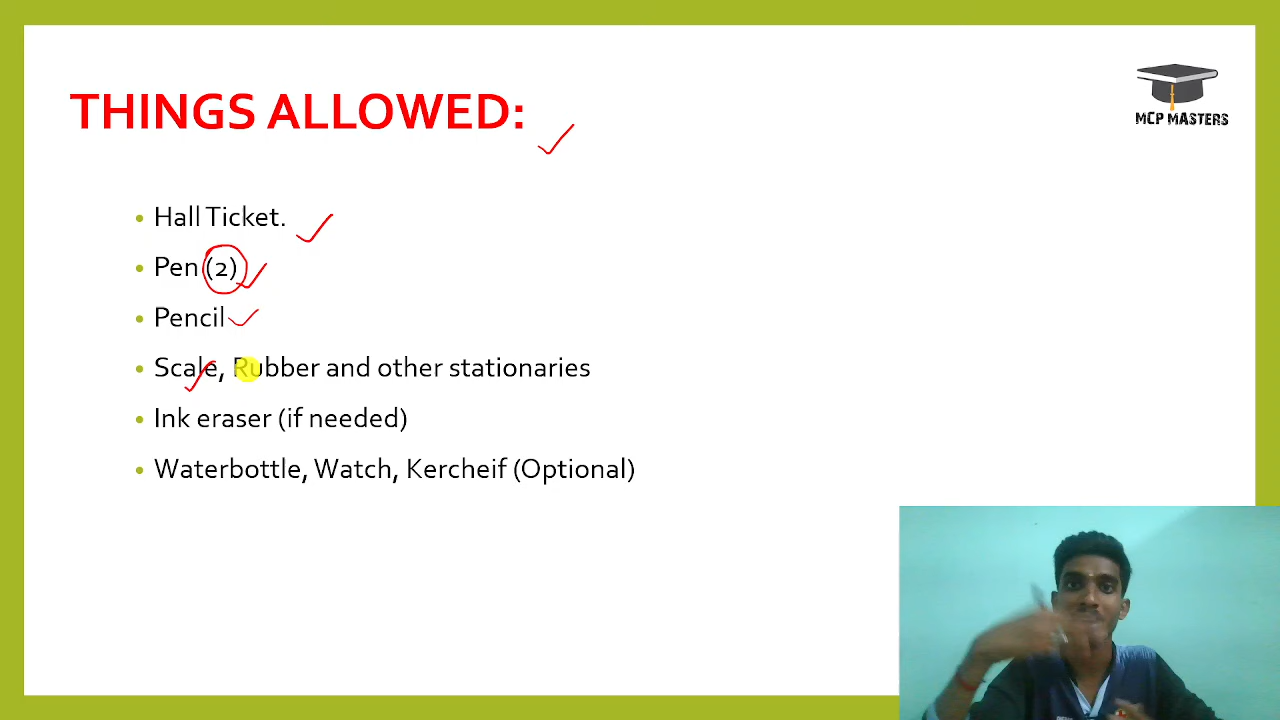 THINGS ALLOWED:
MCP MASTERS
Hall Ticket.
Pen (2)
Pencil
Scale, Rubber and other stationaries
Ink eraser (if needed)
Waterbottle, Watch, Kercheif (Optional)